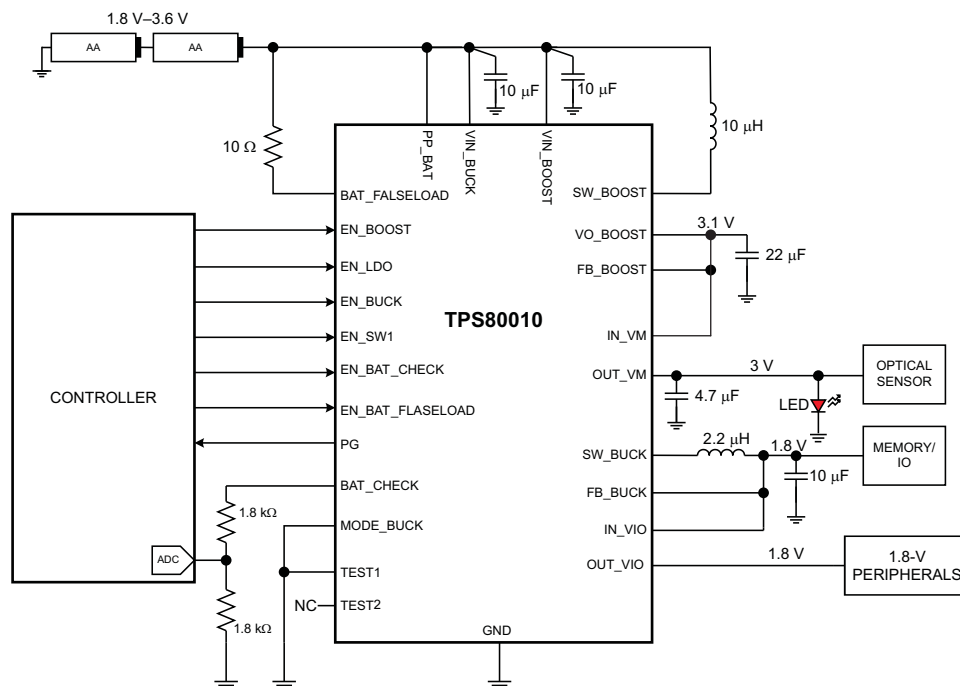 1.8 V–3.6 V
AA
AA
10 μF
10 μF
10 μH
10 Ω
PP_BAT
VIN_BUCK
VIN_BOOST
BAT_FALSELOAD
SW_BOOST
EN_BOOST
VO_BOOST
3.1 V
EN_LDO
FB_BOOST
22 μF
EN_BUCK
TPS80010
EN_SW1
IN_VM
EN_BAT_CHECK
OUT_VM
3 V
OPTICAL
SENSOR
CONTROLLER
4.7 μF
LED
EN_BAT_FLASELOAD
PG
SW_BUCK
2.2 μH
1.8 V
MEMORY/
IO
BAT_CHECK
FB_BUCK
10 μF
1.8 kΩ
MODE_BUCK
IN_VIO
ADC
TEST1
OUT_VIO
1.8 V
1.8-V
PERIPHERALS
NC
TEST2
1.8 kΩ
GND